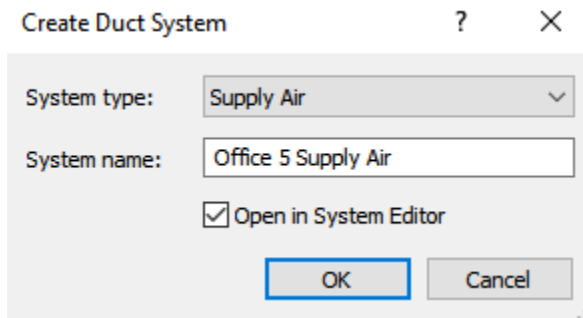 Create Duct System ?
System type: Supply Air
System name: Office 5 Supply Air
Open in System Editor
OK Cancel